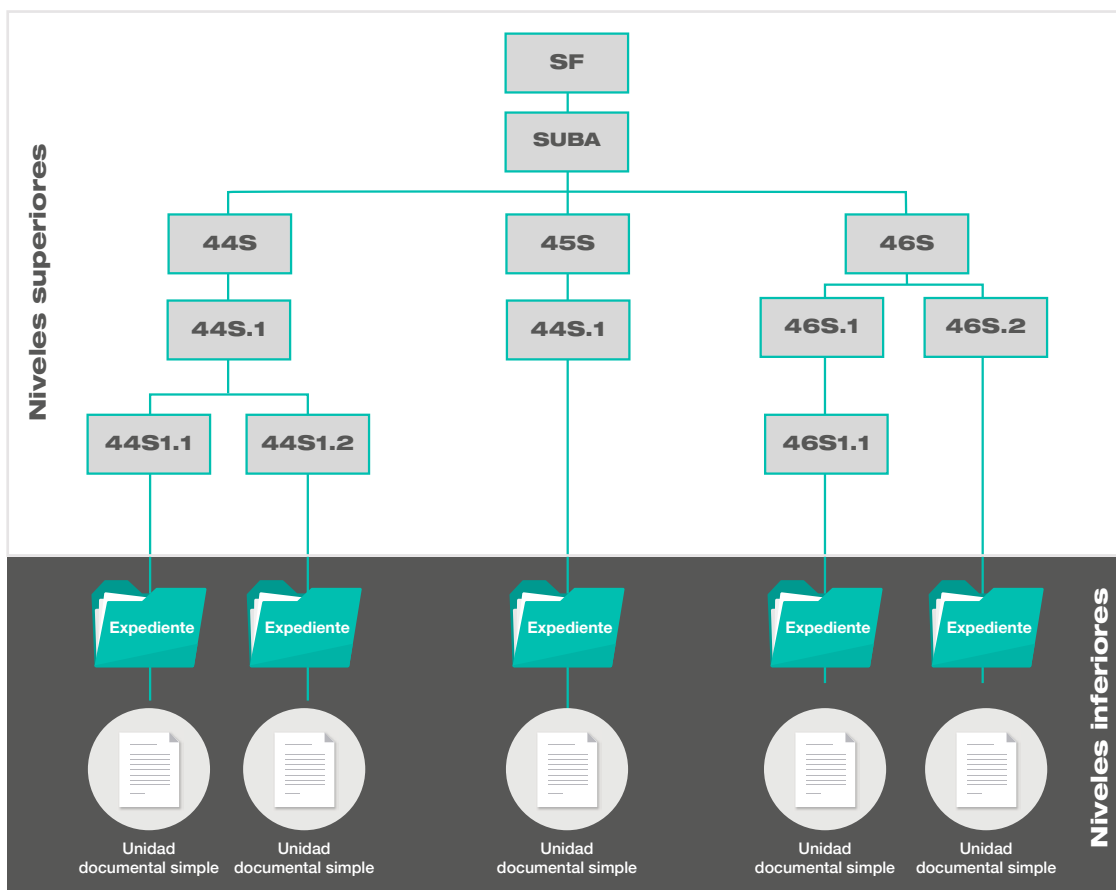 Niveles superiores
SF
SUBA
44S
45S
46S
44S.1
44S.1
46S.1
46S.2
44S1.1
44S1.2
46S1.1
Expediente
Expediente
Expediente
Expediente
Expediente
Niveles inferiores
Unidad
documental simple
Unidad
documental simple
Unidad
documental simple
Unidad
documental simple
Unidad
documental simple